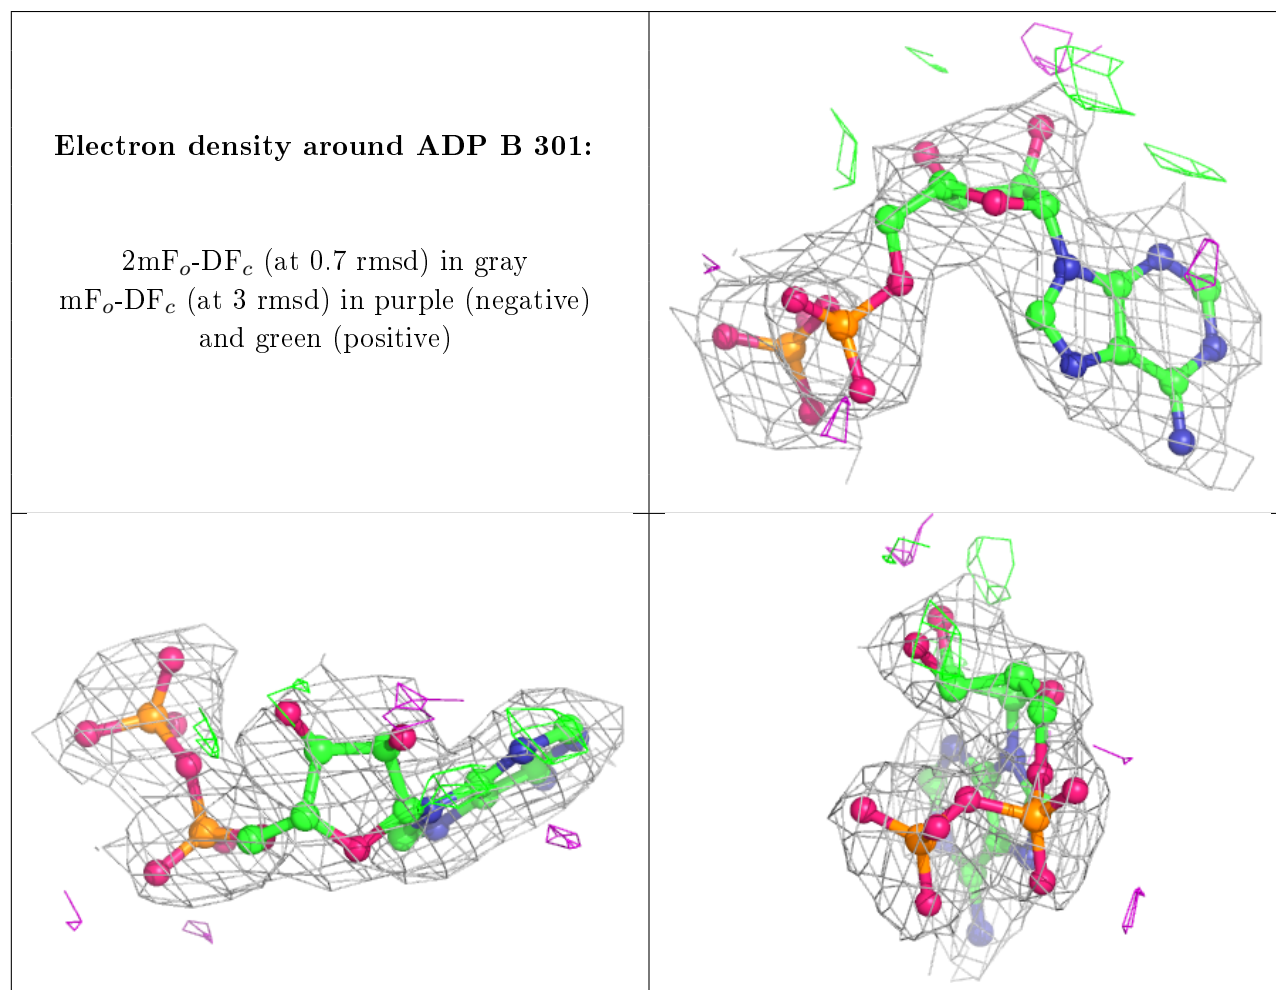 Electron density around ADP B 301:
2mFo-DFc (at 0.7 rmsd) in gray
mFo-DFc (at 3 rmsd) in purple (negative)
and green (positive)